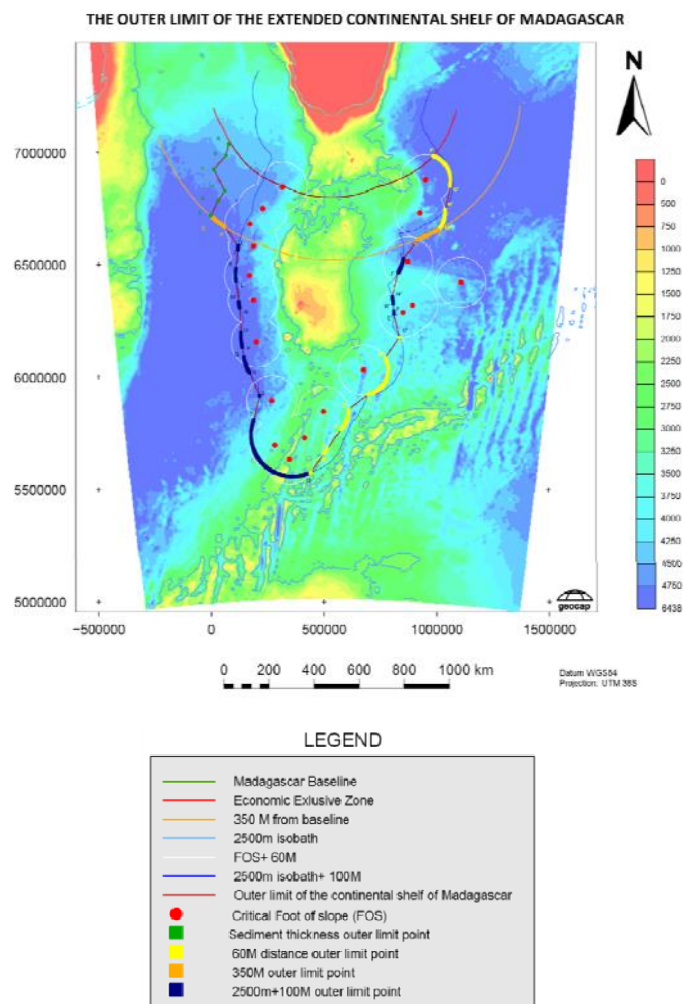 THE OUTER LIMIT OF THE EXTENDED CONTINENTAL SHELF OF MADAGASCAR
N
7000000
6500000
6000000
5500000
5000000
−500000 0 500000 1000000 1500000
0
250
500
750
1000
1250
1500
1750
2000
2250
2500
2750
3000
3250
3500
3750
4000
4250
4500
4750
6438
geocap
0 200 400 600 800 1000 km
Datum WGS84
Projection: UTM 38S
LEGEND
Madagascar Baseline
Economic Exlusive Zone
350 M from baseline
2500m isobath
FOS+ 60M
2500m isobath+ 100M
Outer limit of the continental shelf of Madagascar
Critical Foot of slope (FOS)
Sediment thickness outer limit point
60M distance outer limit point
350M outer limit point
2500m+100M outer limit point